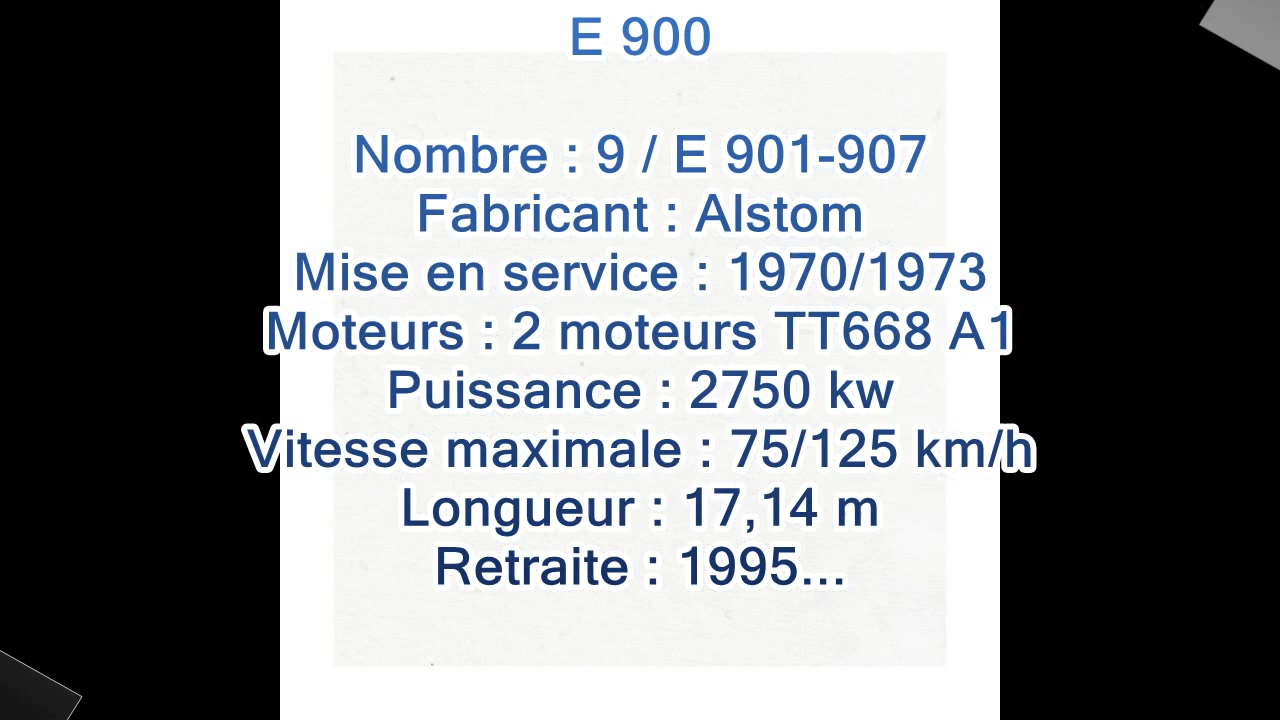 E 900
Nombre : 9 / E 901-907
Fabricant : Alstom
Mise en service : 1970/1973
Moteurs : 2 moteurs TT668 A1
Puissance : 2750 kw
Vitesse maximale : 75/125 km/h
Longueur : 17,14 m
Retraite : 1995...